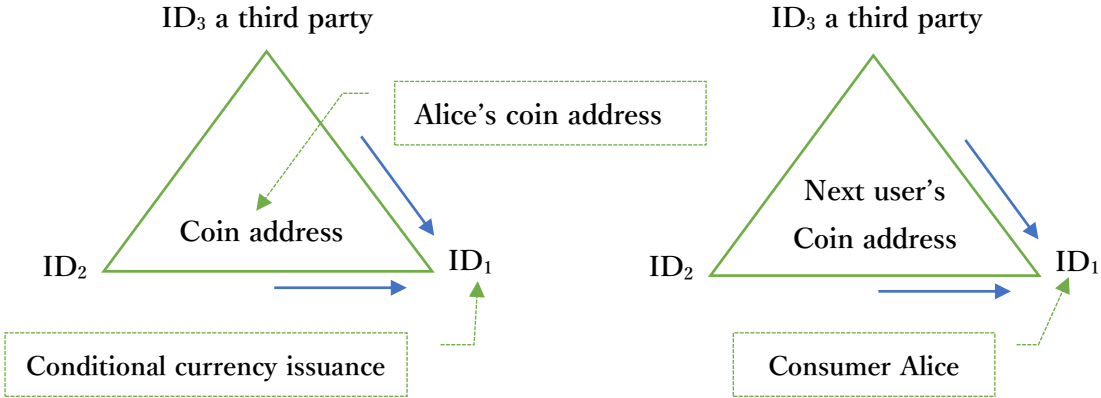 ID₃ a third party
Alice's coin address
Coin address
ID₂
ID₁
Conditional currency issuance
ID₃ a third party
Next user's
Coin address
ID₂
ID₁
Consumer Alice